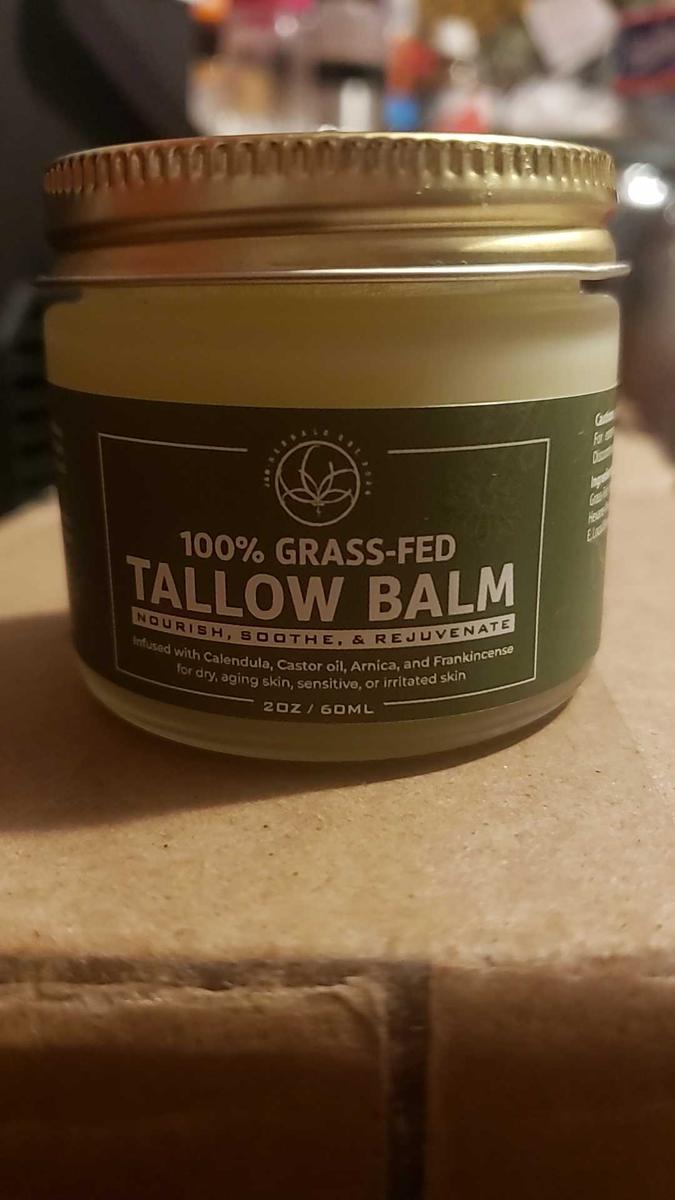 100% GRASS-FED
TALLOW BALM
NOURISH, SOOTHE, & REJUVENATE
Infused with Calendula, Castor oil, Arnica, and Frankincense
for dry, aging skin, sensitive, or irritated skin
2OZ / 60ML
For